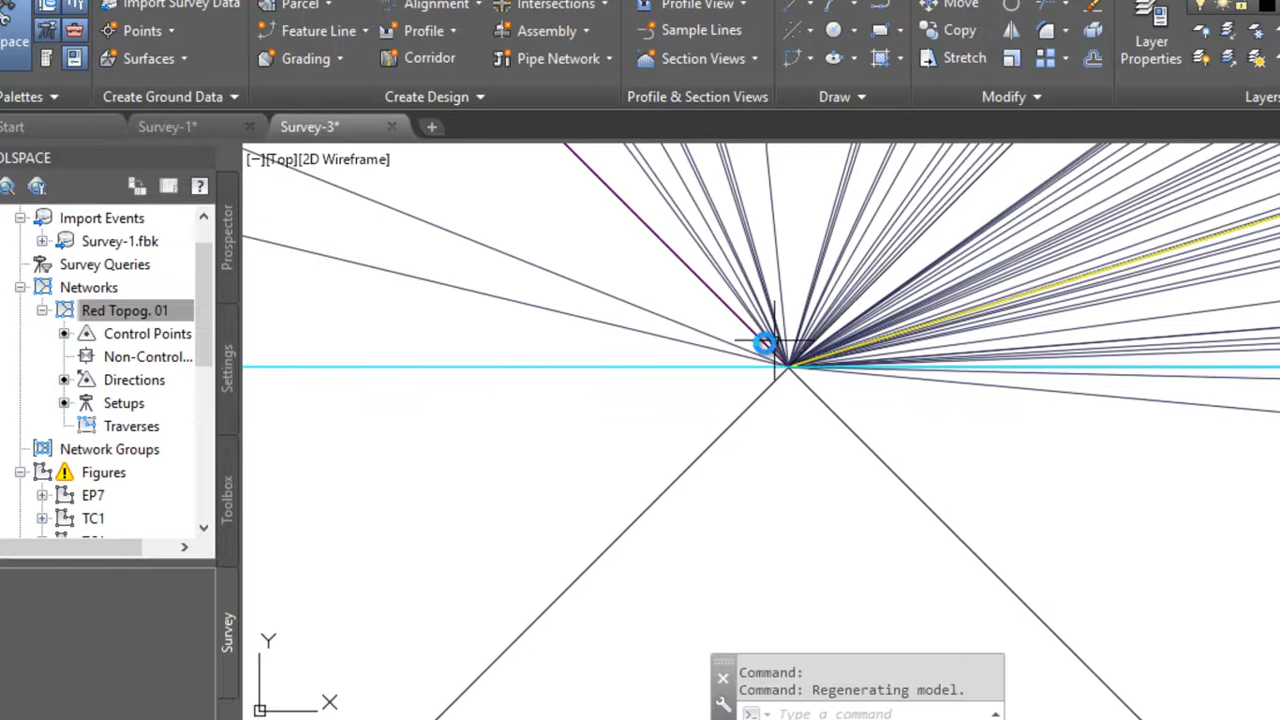 Import Survey Data
Parcel
Alignment
Intersections
Profile View
Move
Points
Feature Line
Profile
Assembly
Sample Lines
Copy
Layer
Properties
Surfaces
Grading
Corridor
Pipe Network
Section Views
Stretch
Palettes
Create Ground Data
Create Design
Profile & Section Views
Draw
Modify
Start
Survey-1*
Survey-3*
[−][Top][2D Wireframe]
Import Events
Survey-1.fbk
Survey Queries
Networks
Red Topog. 01
Control Points
Non-Control...
Directions
Setups
Traverses
Network Groups
Figures
EP7
TC1
Prospector
Settings
Toolbox
Survey
Y
X
Command:
Command: Regenerating model.
Type a command